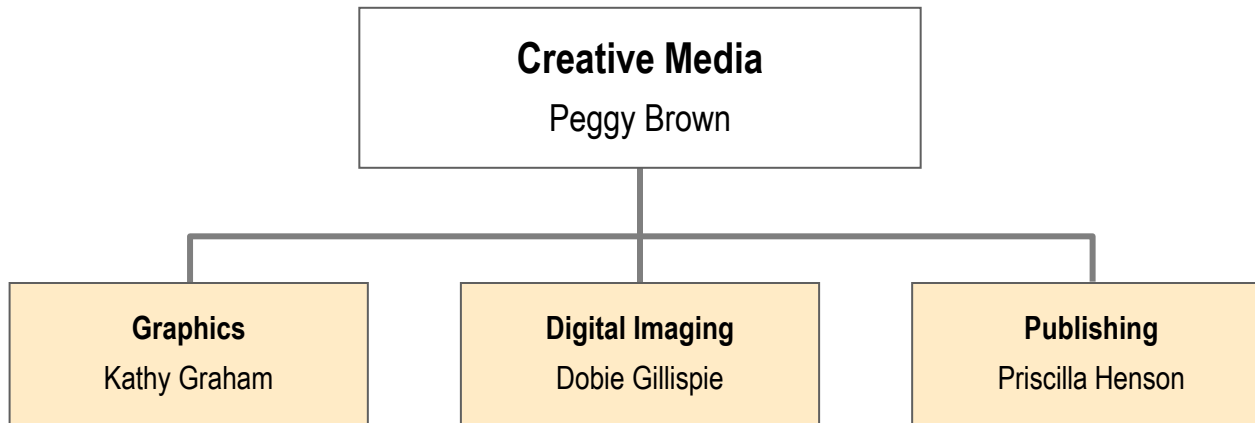 Creative Media
Peggy Brown
Graphics
Kathy Graham
Digital Imaging
Dobie Gillispie
Publishing
Priscilla Henson